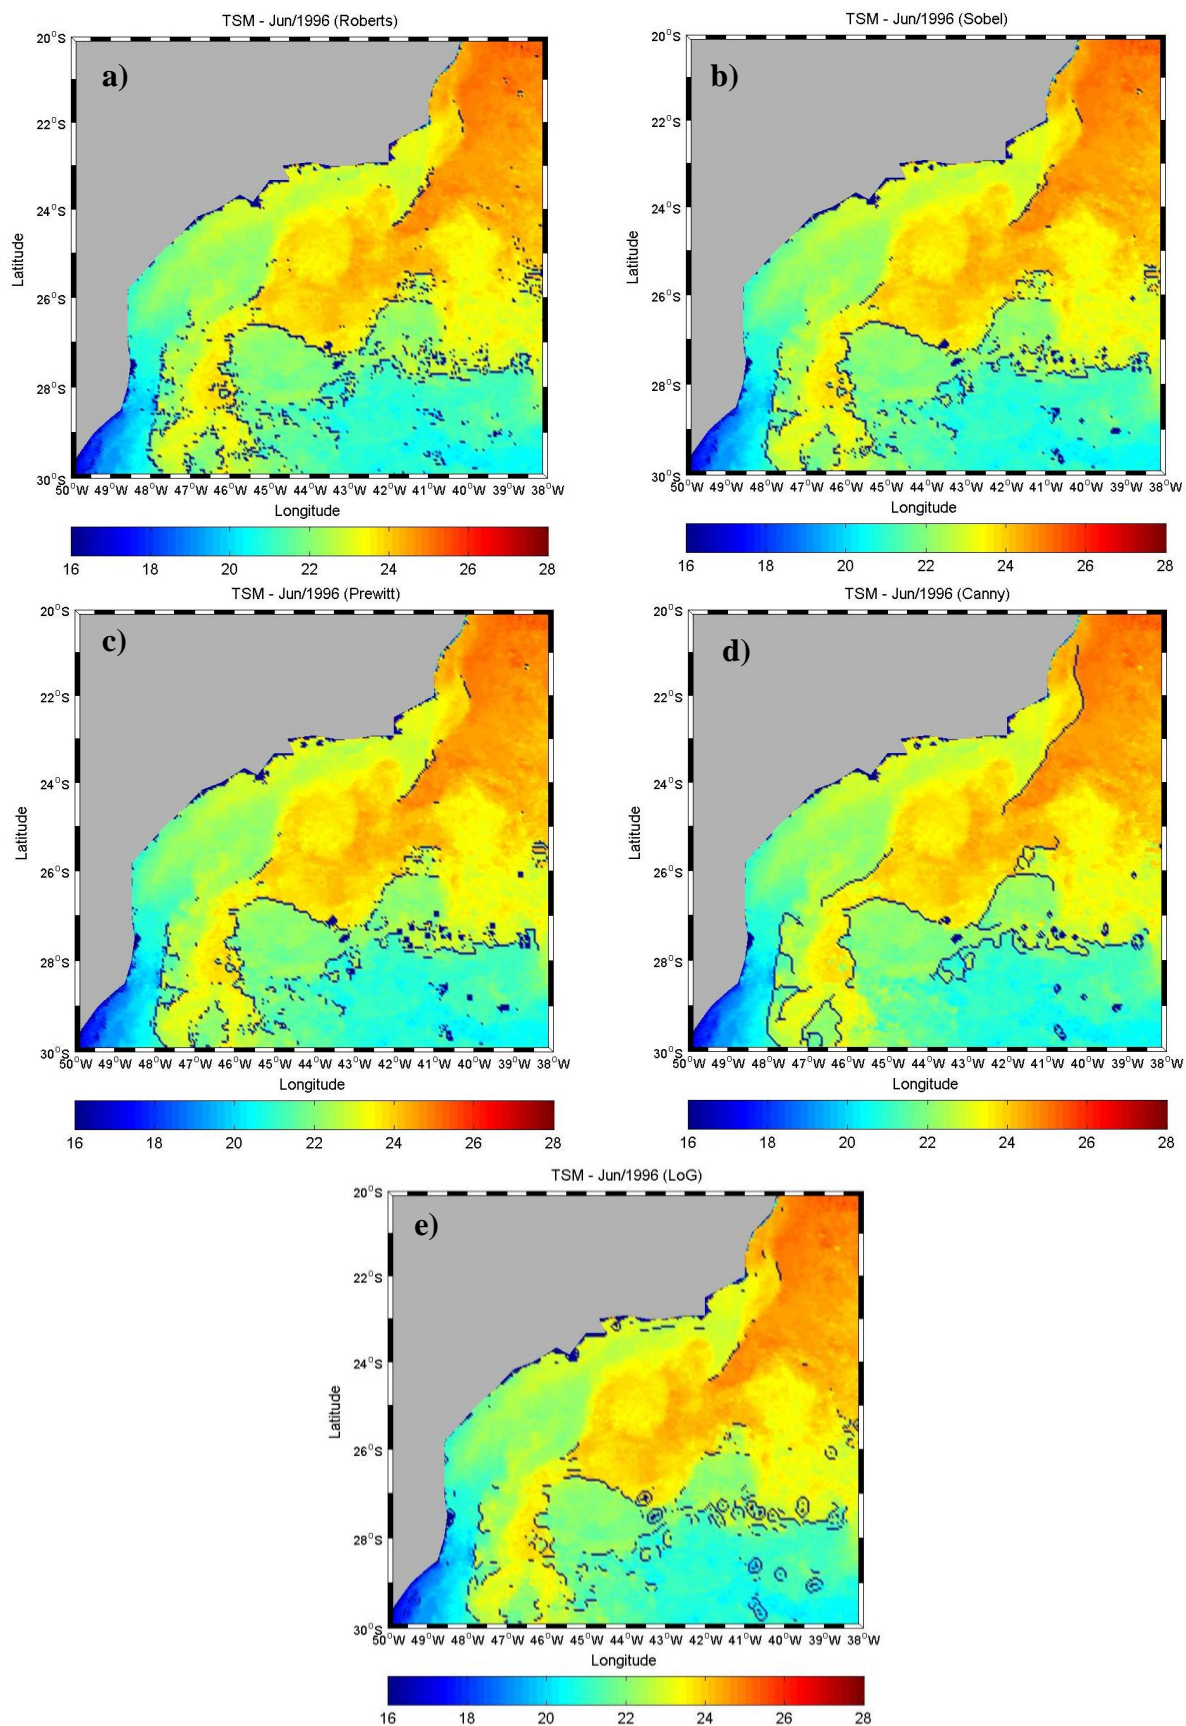 TSM - Jun/1996 (Roberts)
a)
20°S
22°S
24°S
26°S
28°S
30°S
Latitude
50°W 49°W 48°W 47°W 46°W 45°W 44°W 43°W 42°W 41°W 40°W 39°W 38°W
Longitude
16 18 20 22 24 26 28
TSM - Jun/1996 (Sobel)
b)
20°S
22°S
24°S
26°S
28°S
30°S
Latitude
50°W 49°W 48°W 47°W 46°W 45°W 44°W 43°W 42°W 41°W 40°W 39°W 38°W
Longitude
16 18 20 22 24 26 28
TSM - Jun/1996 (Prewitt)
c)
20°S
22°S
24°S
26°S
28°S
30°S
Latitude
50°W 49°W 48°W 47°W 46°W 45°W 44°W 43°W 42°W 41°W 40°W 39°W 38°W
Longitude
16 18 20 22 24 26 28
TSM - Jun/1996 (Canny)
d)
20°S
22°S
24°S
26°S
28°S
30°S
Latitude
50°W 49°W 48°W 47°W 46°W 45°W 44°W 43°W 42°W 41°W 40°W 39°W 38°W
Longitude
16 18 20 22 24 26 28
TSM - Jun/1996 (LoG)
e)
20°S
22°S
24°S
26°S
28°S
30°S
Latitude
50°W 49°W 48°W 47°W 46°W 45°W 44°W 43°W 42°W 41°W 40°W 39°W 38°W
Longitude
16 18 20 22 24 26 28